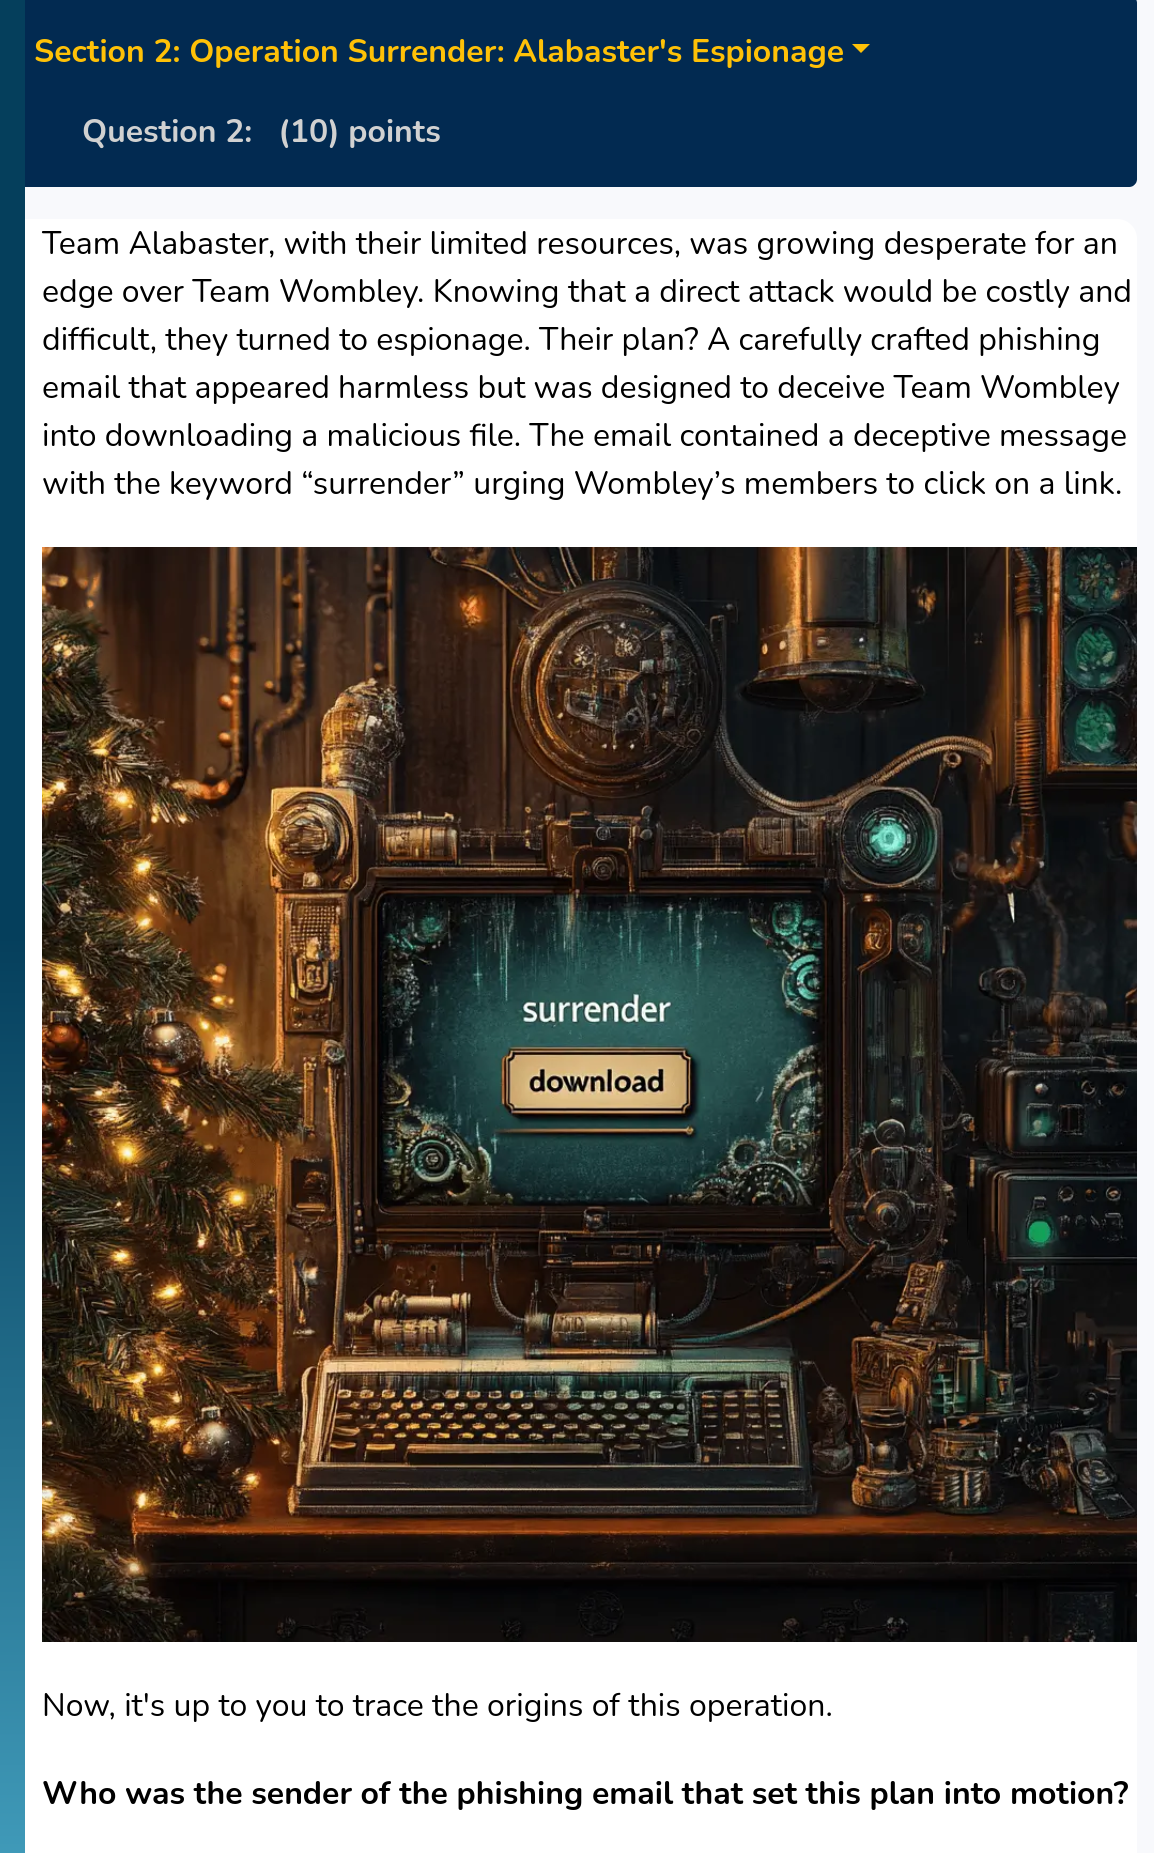 Section 2: Operation Surrender: Alabaster's Espionage
Question 2: (10) points
Team Alabaster, with their limited resources, was growing desperate for an
edge over Team Wombley. Knowing that a direct attack would be costly and
difficult, they turned to espionage. Their plan? A carefully crafted phishing
email that appeared harmless but was designed to deceive Team Wombley
into downloading a malicious file. The email contained a deceptive message
with the keyword “surrender” urging Wombley’s members to click on a link.
surrender
download
Now, it's up to you to trace the origins of this operation.
Who was the sender of the phishing email that set this plan into motion?